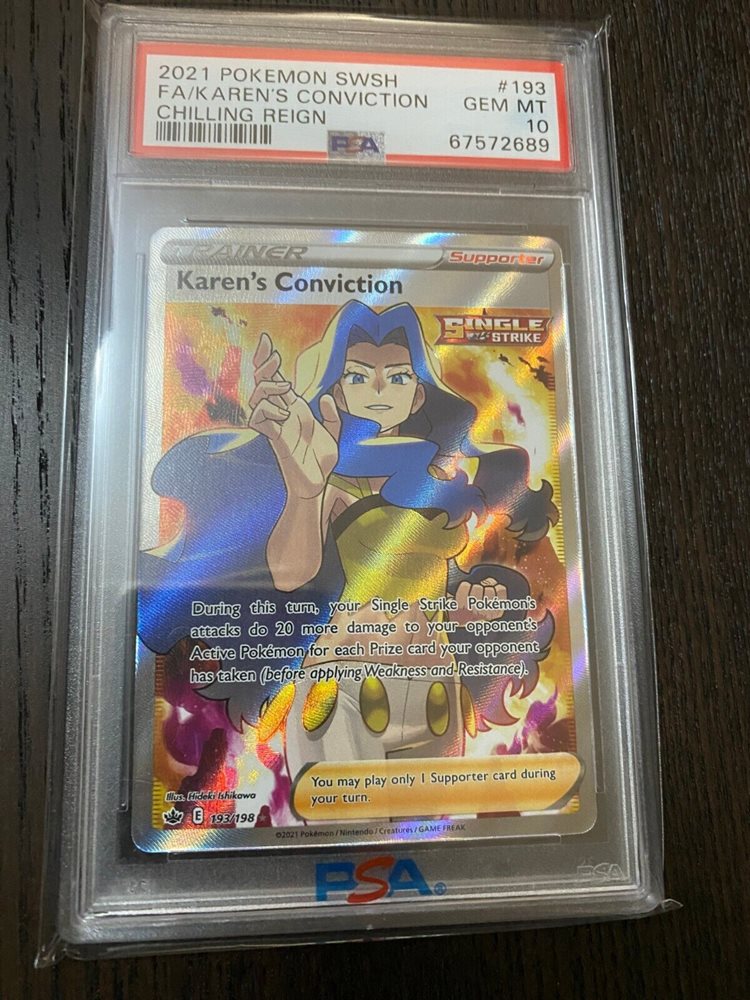 2021 POKEMON SWSH #193
FA/KAREN'S CONVICTION GEM MT
CHILLING REIGN 10
PSA 67572689
TRAINER Supporter
Karen's Conviction
SINGLE
STRIKE
During this turn, your Single Strike Pokémon's
attacks do 20 more damage to your opponent's
Active Pokémon for each Prize card your opponent
has taken (before applying Weakness and Resistance).
You may play only 1 Supporter card during
your turn.
Illus. Hideki Ishikawa
E 193/198
©2021 Pokémon / Nintendo / Creatures / GAME FREAK
PSA®
PSA